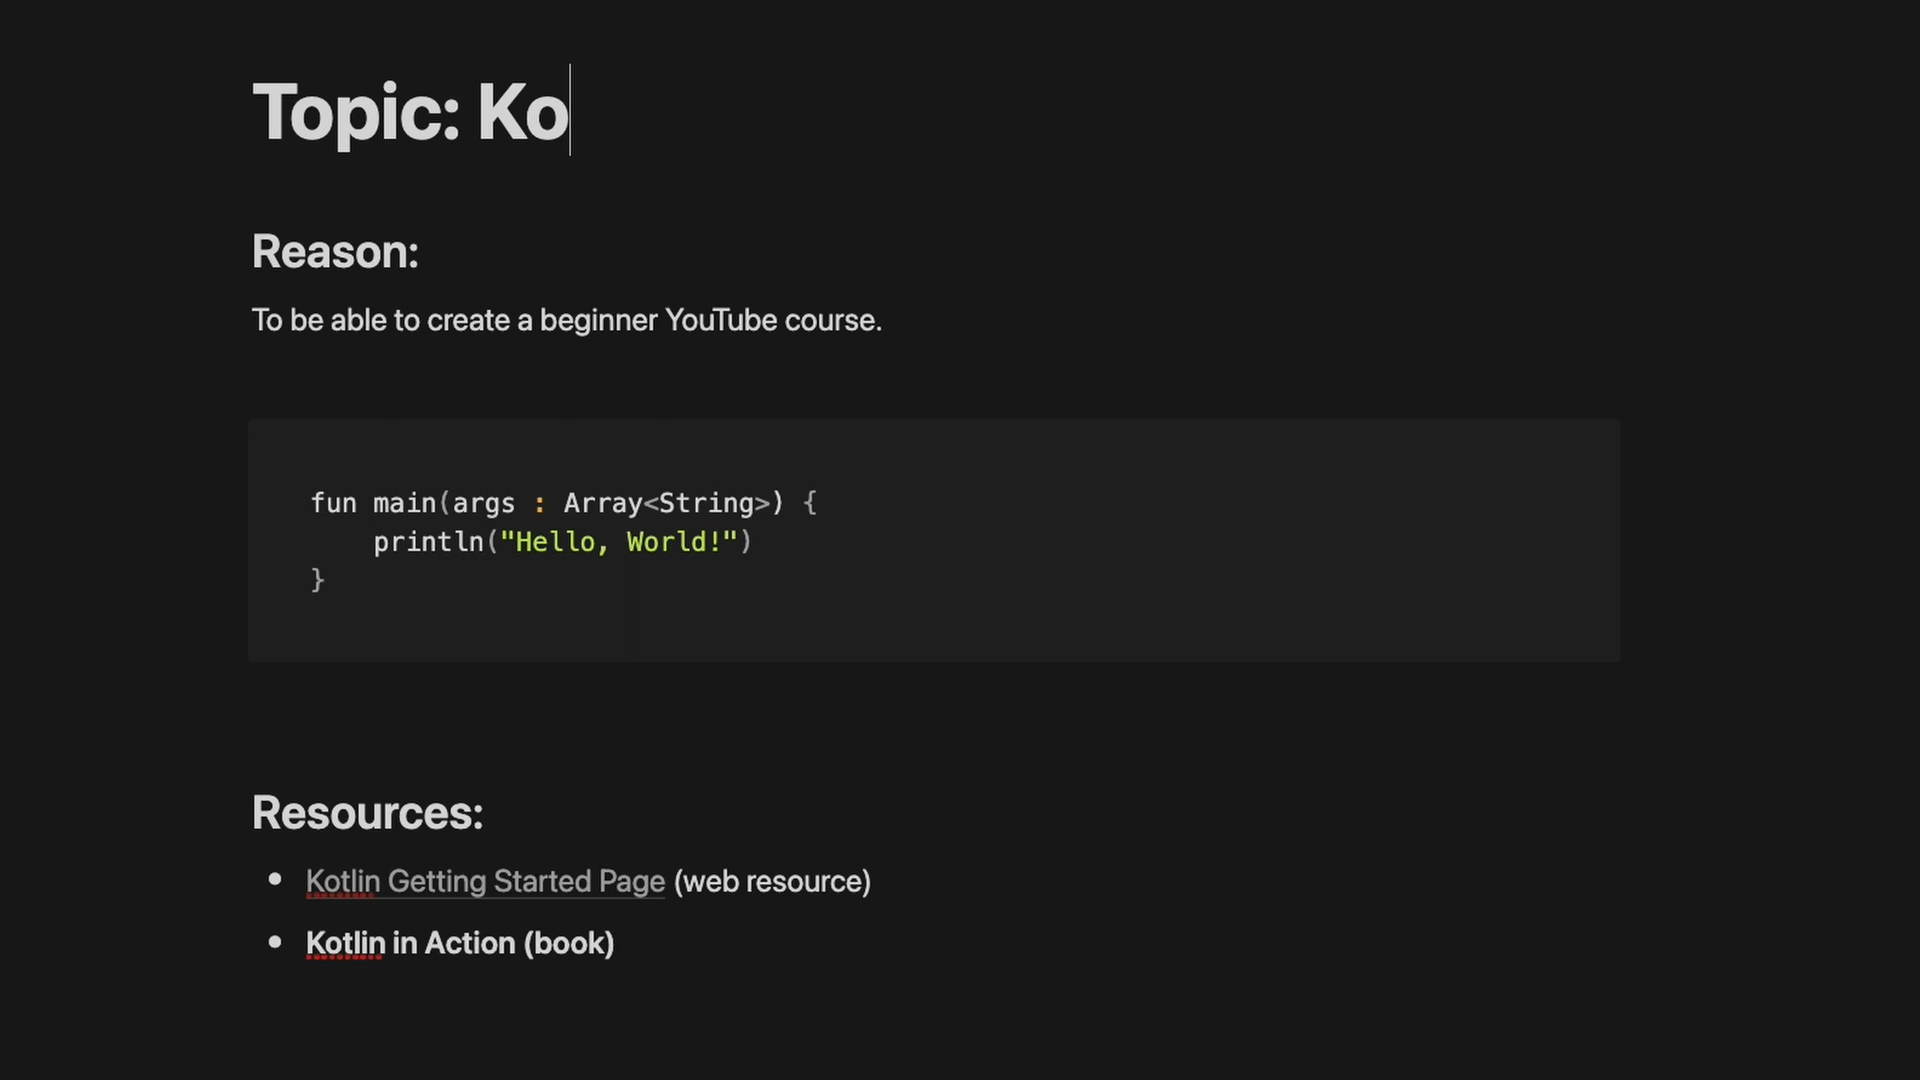 Topic: Ko
Reason:
To be able to create a beginner YouTube course.
fun main(args : Array<String>) {
    println("Hello, World!")
}
Resources:
• Kotlin Getting Started Page (web resource)
• Kotlin in Action (book)